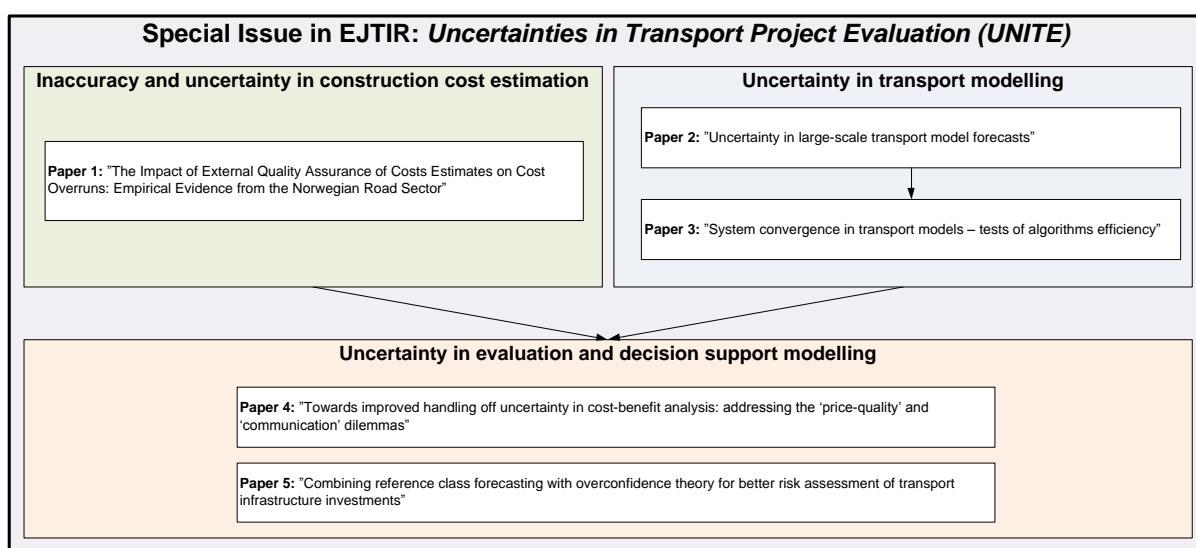 Special Issue in EJTIR: Uncertainties in Transport Project Evaluation (UNITE)
Inaccuracy and uncertainty in construction cost estimation
Paper 1: ”The Impact of External Quality Assurance of Costs Estimates on Cost
Overruns: Empirical Evidence from the Norwegian Road Sector”
Uncertainty in transport modelling
Paper 2: ”Uncertainty in large-scale transport model forecasts”
Paper 3: ”System convergence in transport models – tests of algorithms efficiency”
Uncertainty in evaluation and decision support modelling
Paper 4: ”Towards improved handling off uncertainty in cost-benefit analysis: addressing the ‘price-quality’ and
‘communication’ dilemmas”
Paper 5: ”Combining reference class forecasting with overconfidence theory for better risk assessment of transport
infrastructure investments”